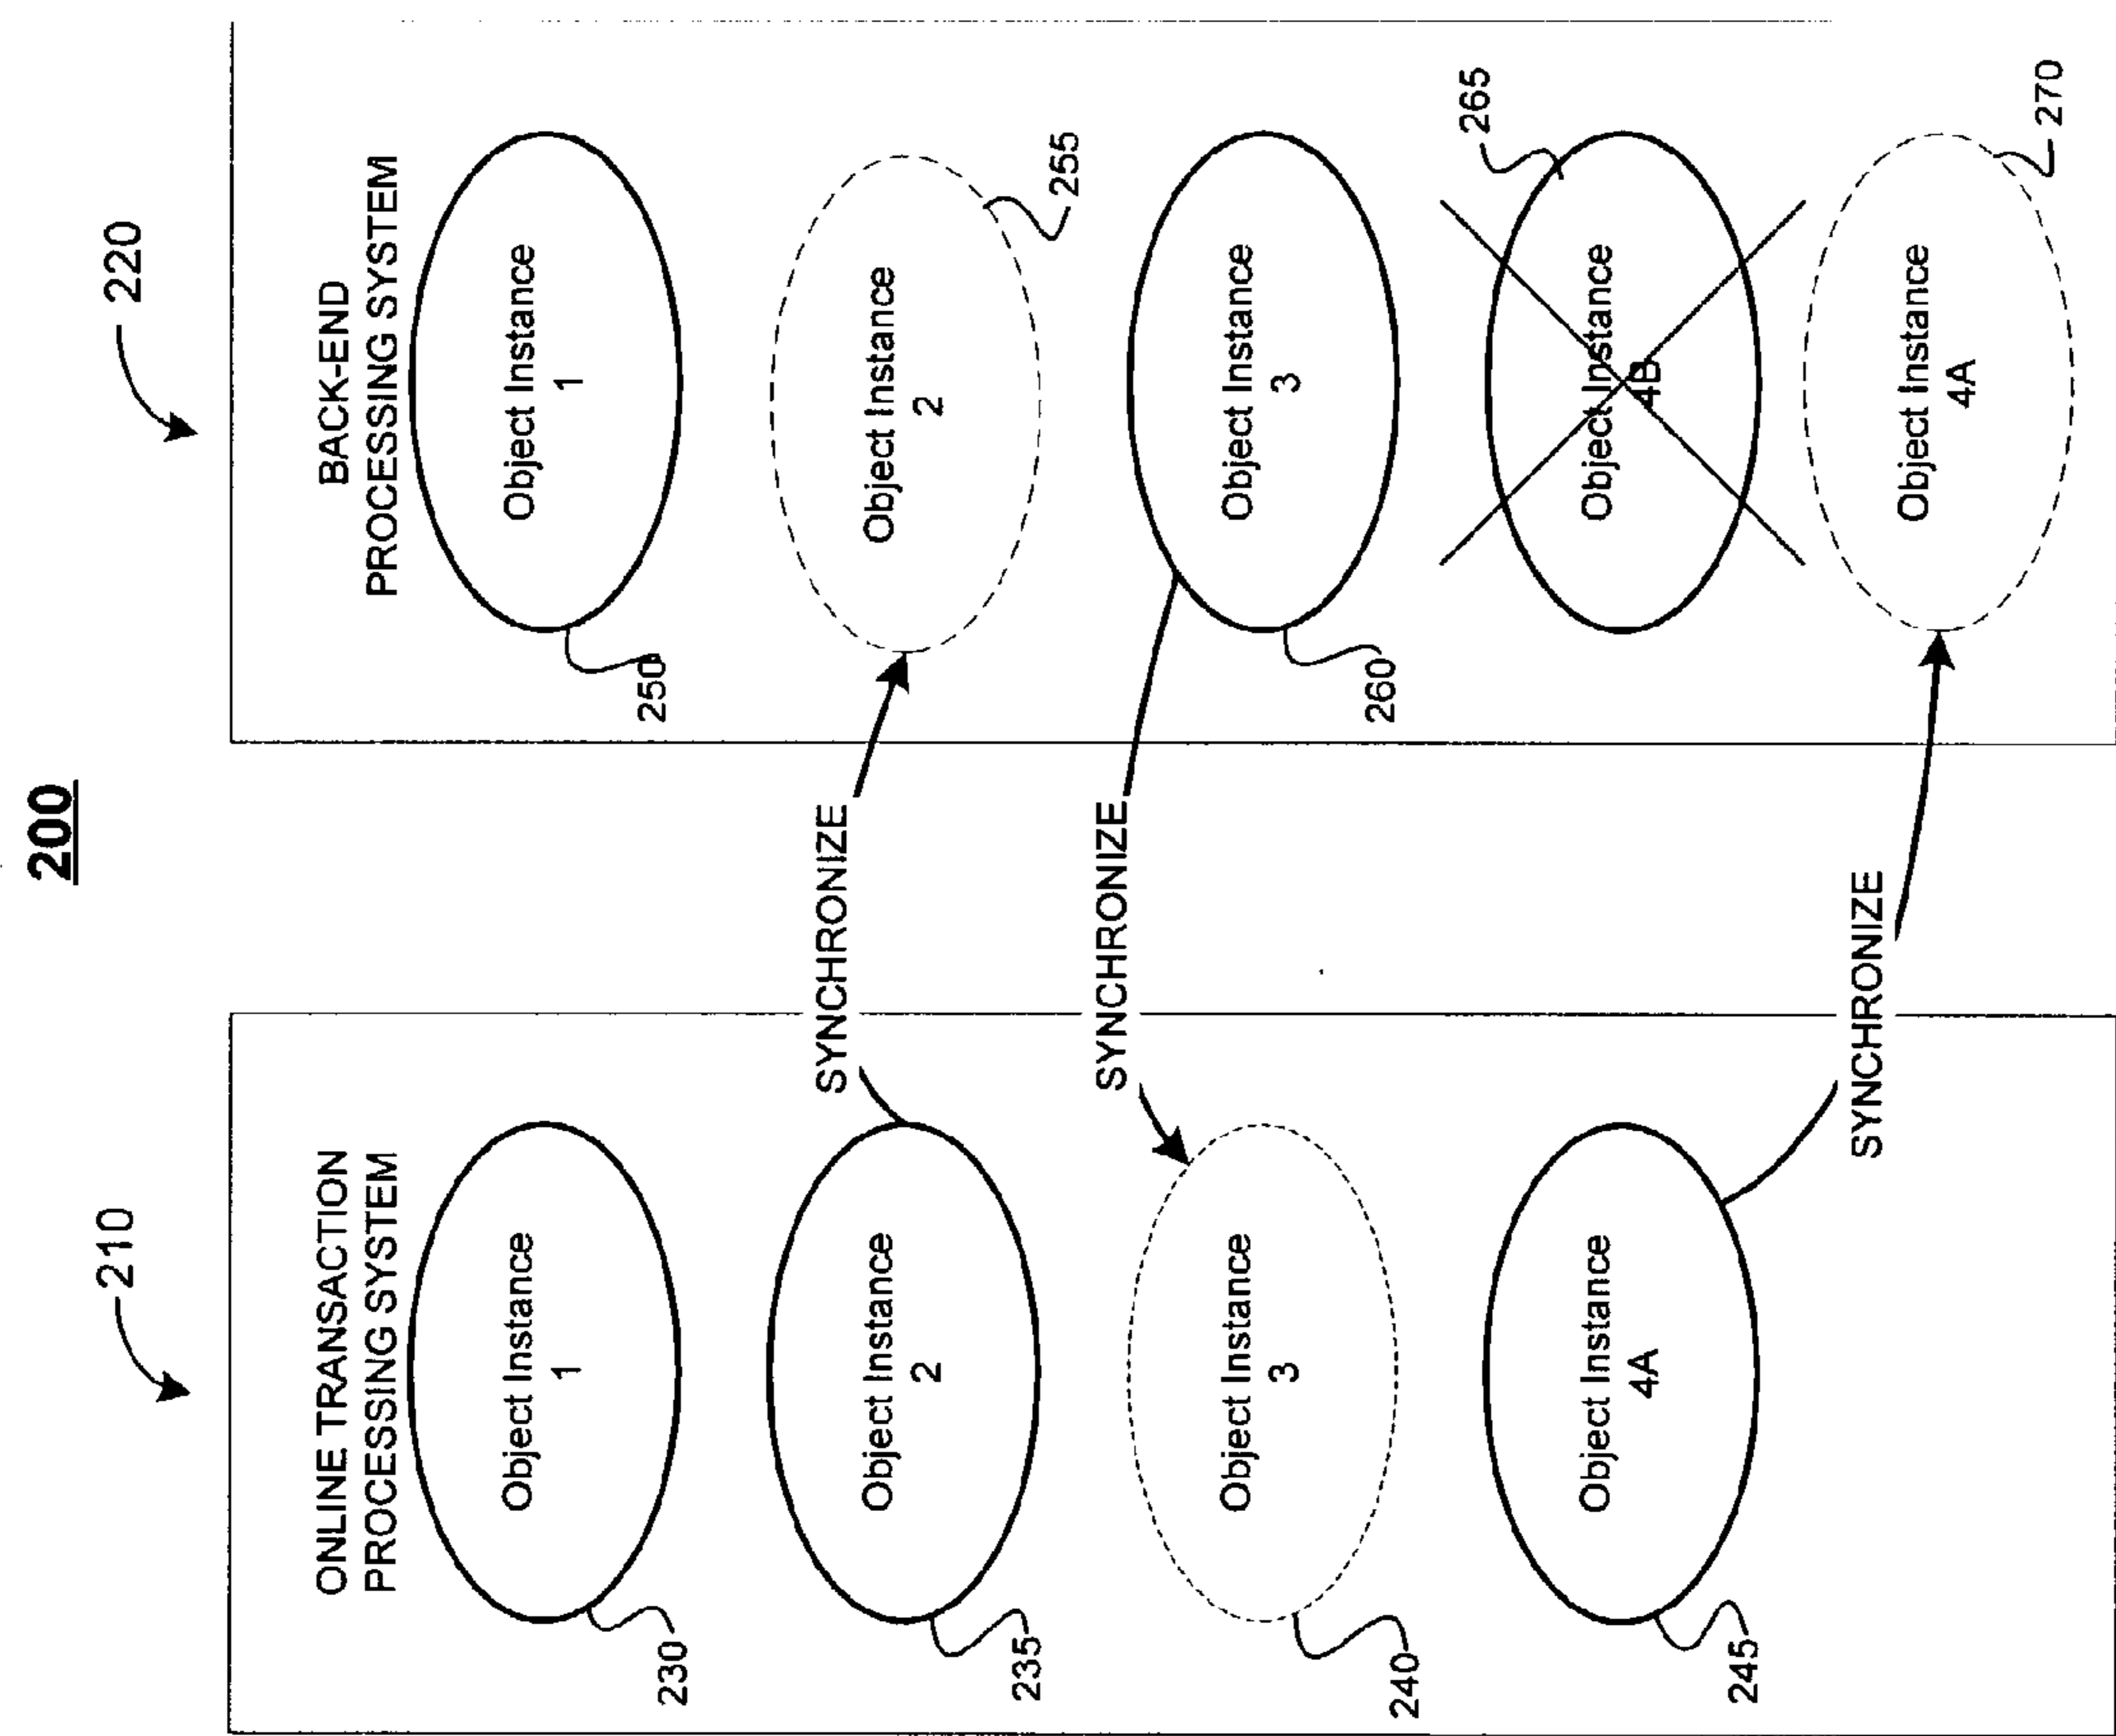 200
210
220
ONLINE TRANSACTION
PROCESSING SYSTEM
BACK-END
PROCESSING SYSTEM
Object Instance
1
230
Object Instance
1
250
Object Instance
2
235
SYNCHRONIZE
Object Instance
2
255
Object Instance
3
240
SYNCHRONIZE
Object Instance
3
260
Object Instance
4A
245
Object Instance
4B
265
SYNCHRONIZE
Object Instance
4A
270